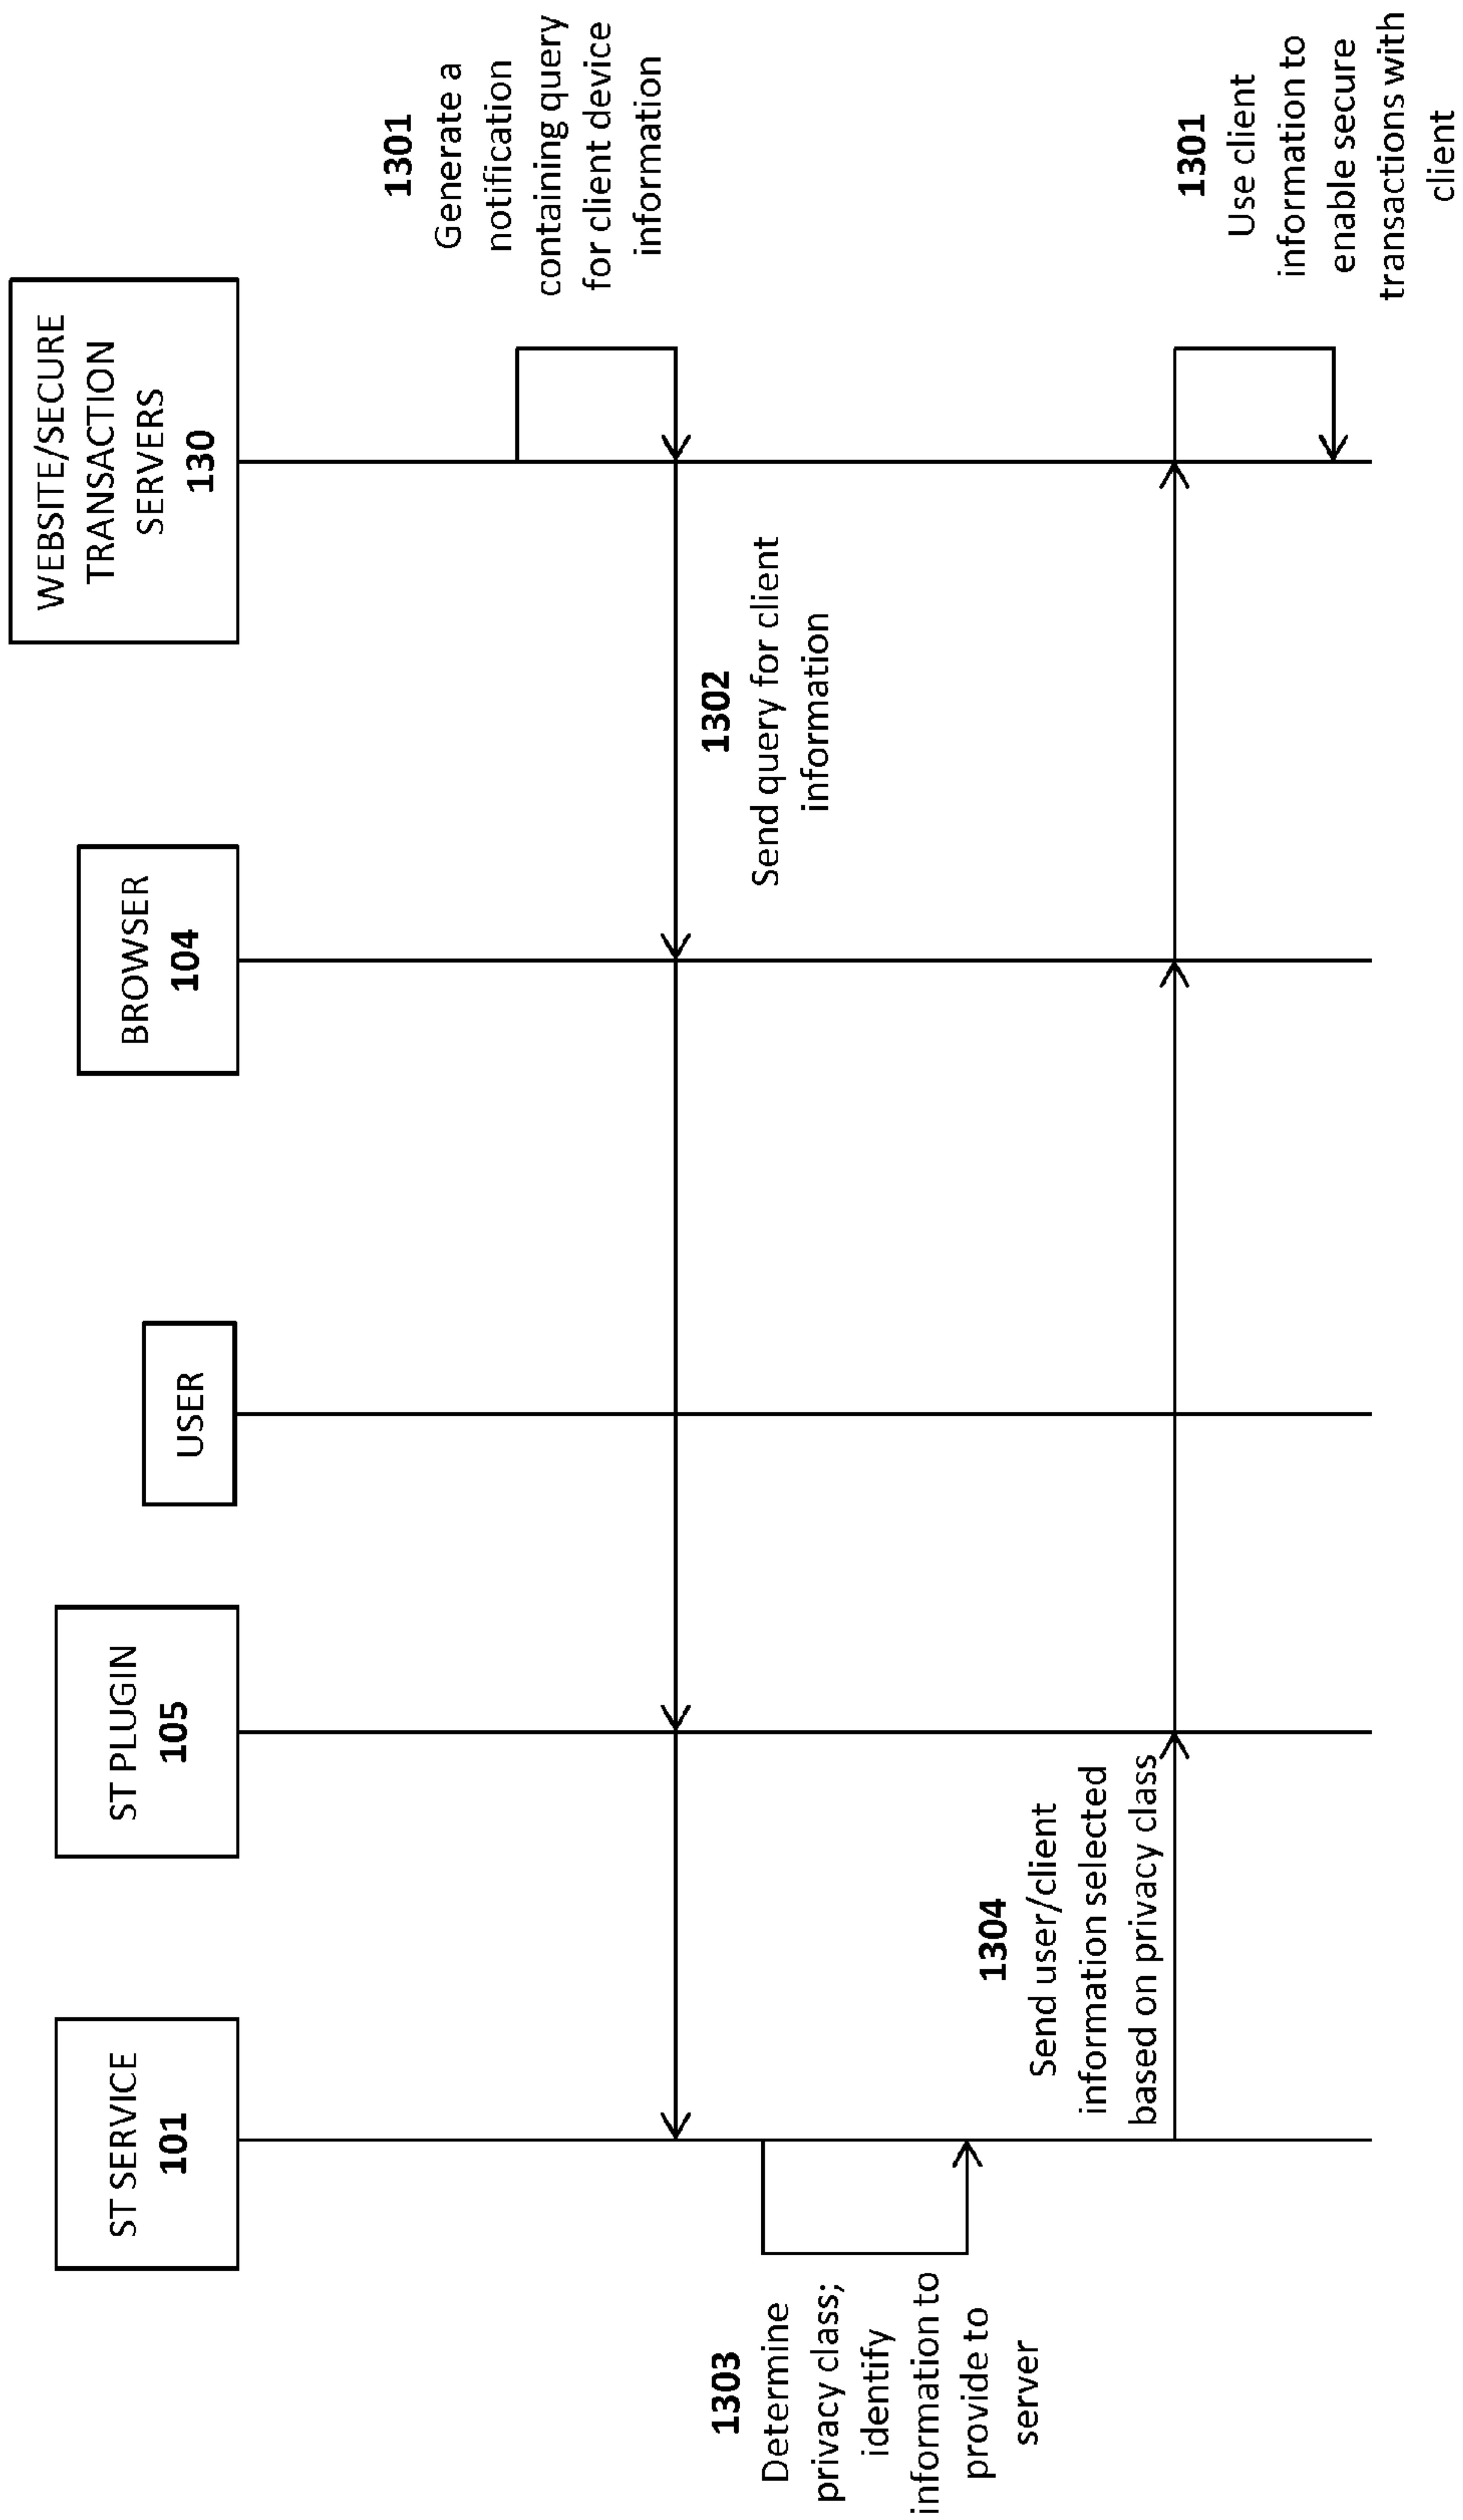 ST SERVICE
101
ST PLUGIN
105
USER
BROWSER
104
WEBSITE/SECURE
TRANSACTION
SERVERS
130
1301
Generate a
notification
containing query
for client device
information
1302
Send query for client
information
1303
Determine
privacy class;
identify
information to
provide to
server
1304
Send user/client
information selected
based on privacy class
1301
Use client
information to
enable secure
transactions with
client